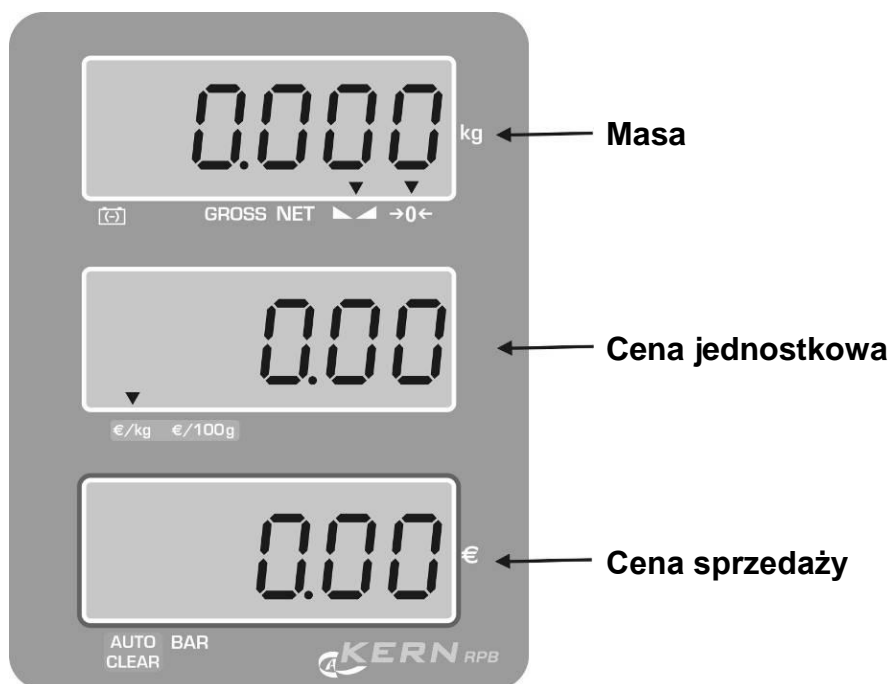 0.000 kg
Masa
GROSS NET →0←
0.00
Cena jednostkowa
€/kg €/100g
0.00 €
Cena sprzedaży
AUTO BAR
CLEAR
KERN RPB